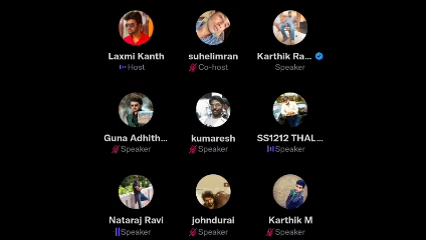 Laxmi Kanth suhelimran Karthik Ra...
Host Co-host Speaker
Guna Adhith... kumaresh SS1212 THAL...
Speaker Speaker Speaker
Nataraj Ravi johndurai Karthik M
Speaker Speaker Speaker